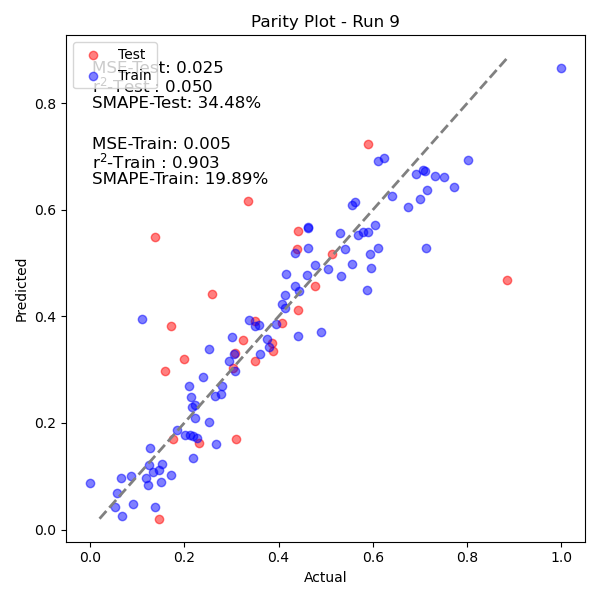 Parity Plot - Run 9
Test
Train
MSE-Test: 0.025
r²-Test : 0.050
SMAPE-Test: 34.48%
MSE-Train: 0.005
r²-Train : 0.903
SMAPE-Train: 19.89%
Predicted
0.8
0.6
0.4
0.2
0.0
0.0 0.2 0.4 0.6 0.8 1.0
Actual